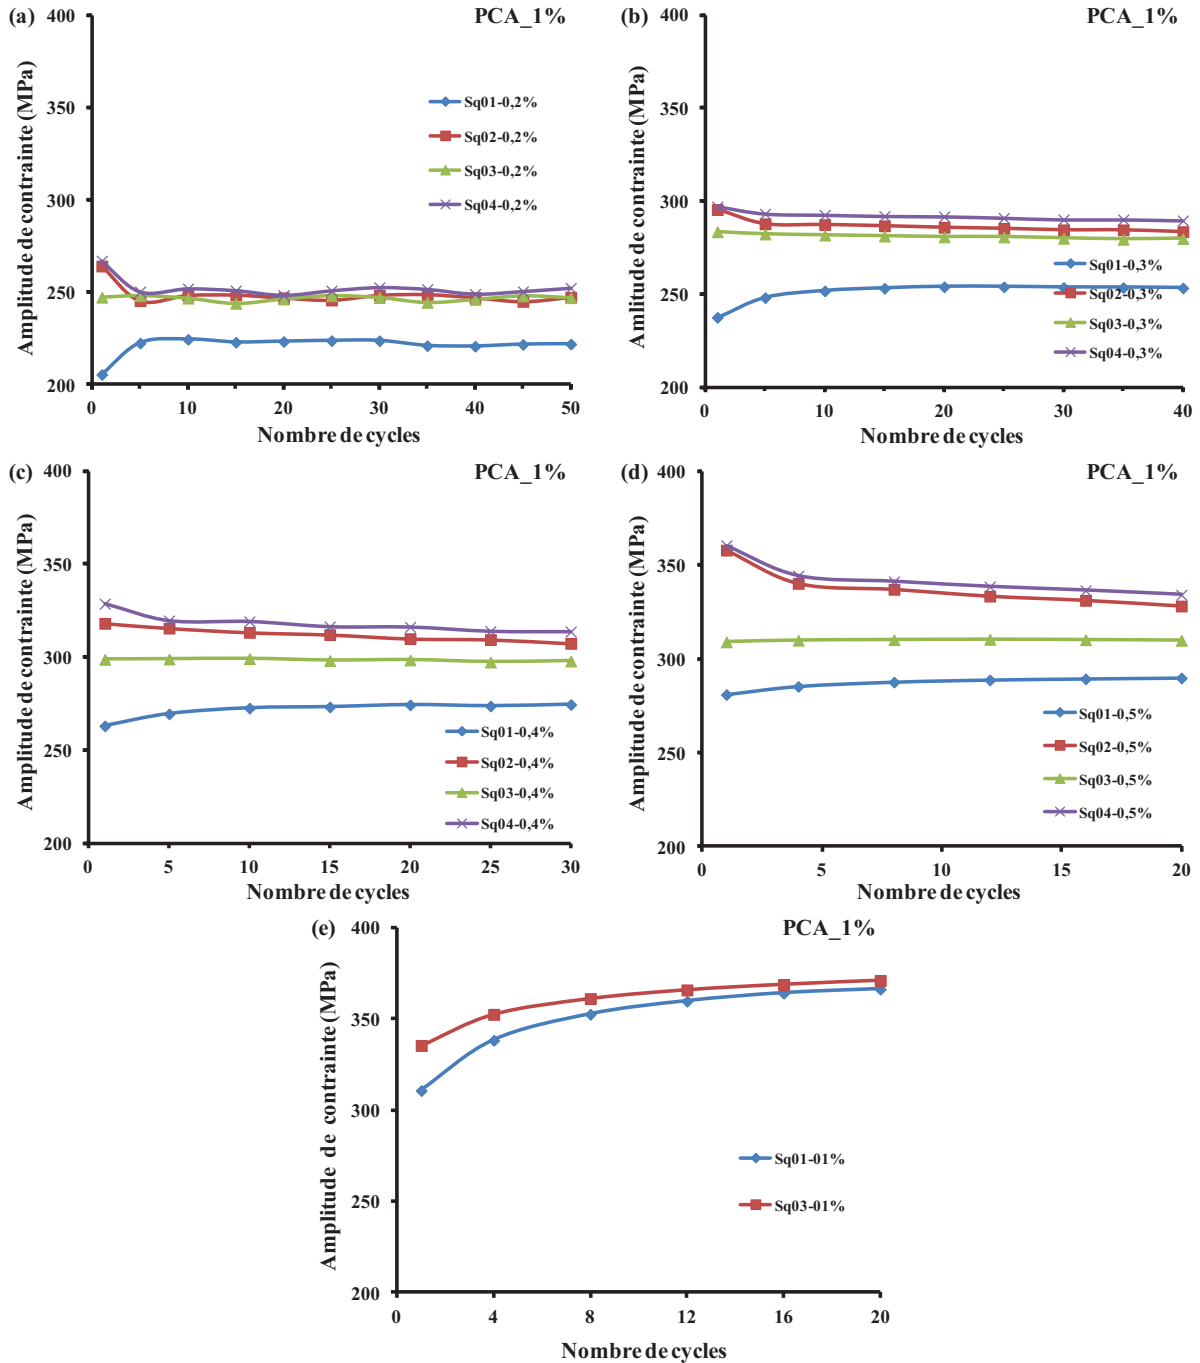 (a)
PCA_1%
400
350
300
250
200
Amplitude de contrainte (MPa)
Sq01-0,2%
Sq02-0,2%
Sq03-0,2%
Sq04-0,2%
0 10 20 30 40 50
Nombre de cycles
(b)
PCA_1%
400
350
300
250
200
Amlitude de contrainte (MPa)
Sq01-0,3%
Sq02-0,3%
Sq03-0,3%
Sq04-0,3%
0 10 20 30 40
Nombre de cycles
(c)
PCA_1%
400
350
300
250
200
Amplitude de contrainte (MPa)
Sq01-0,4%
Sq02-0,4%
Sq03-0,4%
Sq04-0,4%
0 5 10 15 20 25 30
Nombre de cycles
(d)
PCA_1%
400
350
300
250
200
Amplitude de contrainte (MPa)
Sq01-0,5%
Sq02-0,5%
Sq03-0,5%
Sq04-0,5%
0 5 10 15 20
Nombre de cycles
(e)
PCA_1%
400
350
300
250
200
Amplitude de contrainte (MPa)
Sq01-01%
Sq03-01%
0 4 8 12 16 20
Nombre de cycles